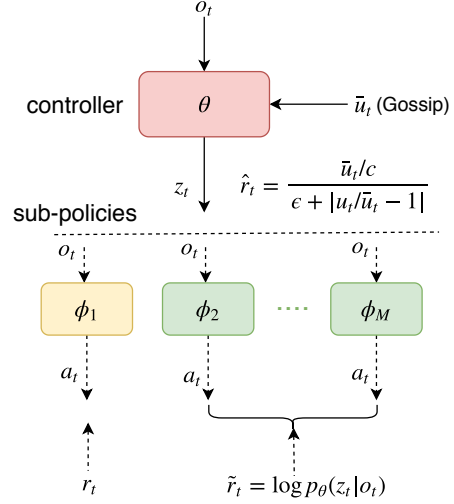 o_t
controller
θ
ū_t (Gossip)
z_t
r̂_t = (ū_t/c) / (ϵ + |u_t/ū_t − 1|)
sub-policies
o_t o_t o_t
ϕ_1 ϕ_2 ···· ϕ_M
a_t a_t a_t
r_t
r̃_t = log p_θ(z_t|o_t)